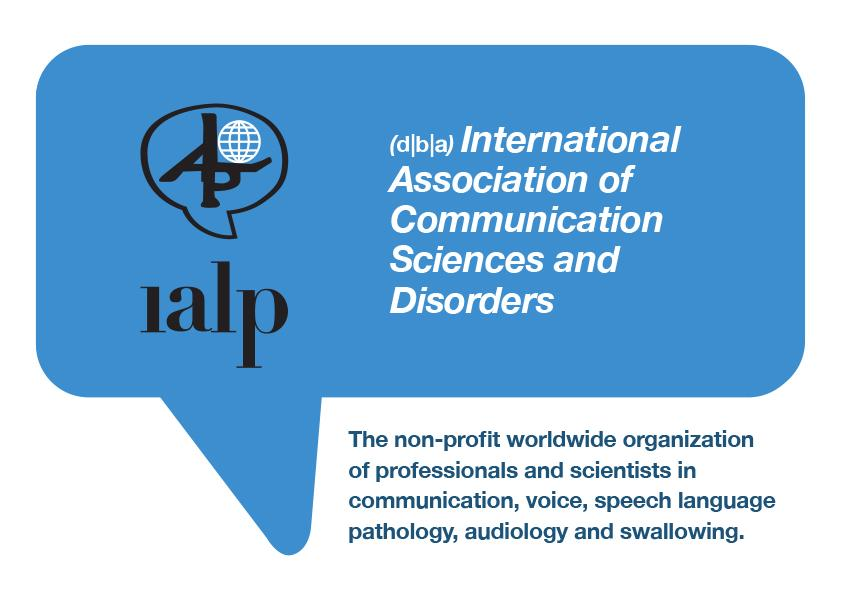 ialp
(d|b|a) International
Association of
Communication
Sciences and
Disorders
The non-profit worldwide organization
of professionals and scientists in
communication, voice, speech language
pathology, audiology and swallowing.